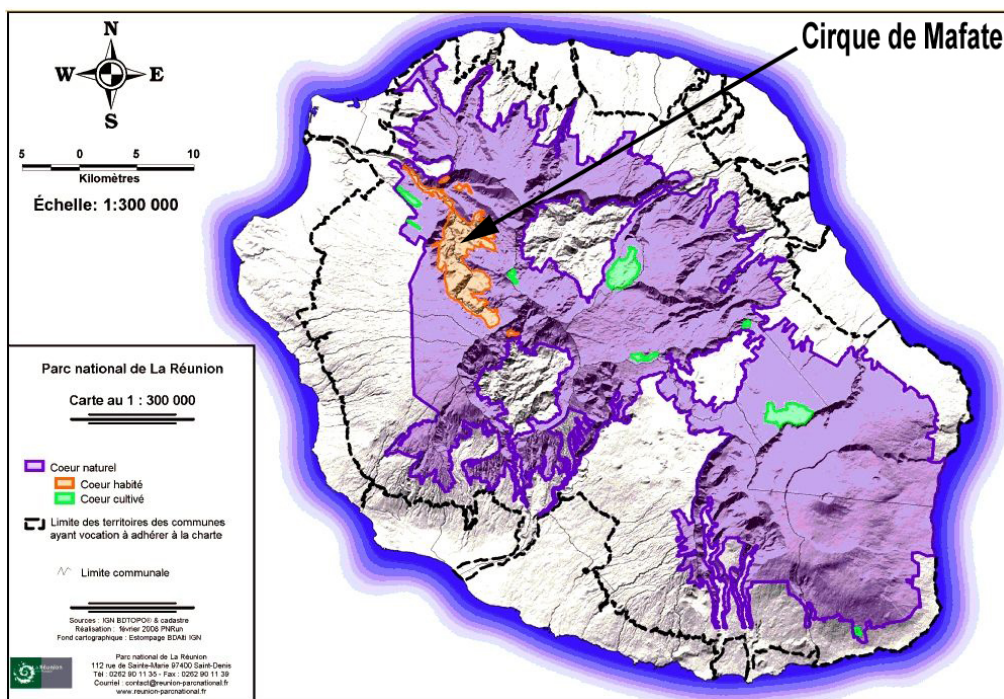 Cirque de Mafate
N
W E
S
5 0 5 10
Kilomètres
Échelle: 1:300 000
Parc national de La Réunion
Carte au 1 : 300 000
Coeur naturel
Coeur habité
Coeur cultivé
Limite des territoires des communes
ayant vocation à adhérer à la charte
Limite communale
Sources : IGN BDTOPO® & cadastre
Réalisation : février 2008 PNRun
Fond cartographique : Estompage BDAlti IGN
Parc national de La Réunion
112 rue de Sainte-Marie 97400 Saint-Denis
Tél : 0262 90 11 35 - Fax : 0262 90 11 39
Courriel : contact@reunion-parcnational.fr
www.reunion-parcnational.fr